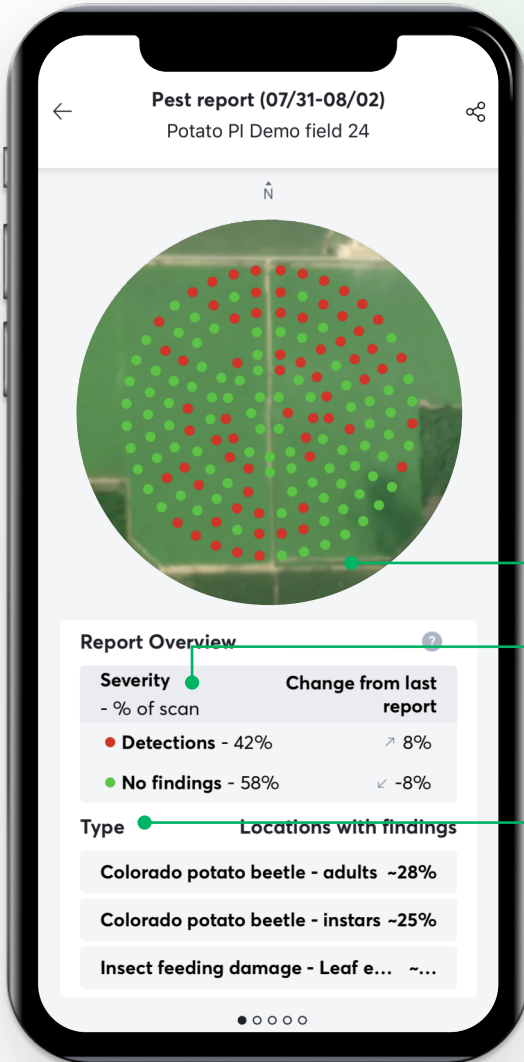 Pest report (07/31-08/02)
Potato PI Demo field 24
N
Report Overview
?
Severity
- % of scan
Change from last
report
Detections - 42% ↗ 8%
No findings - 58% ↙ -8%
Type Locations with findings
Colorado potato beetle - adults ~28%
Colorado potato beetle - instars ~25%
Insect feeding damage - Leaf e... ~...